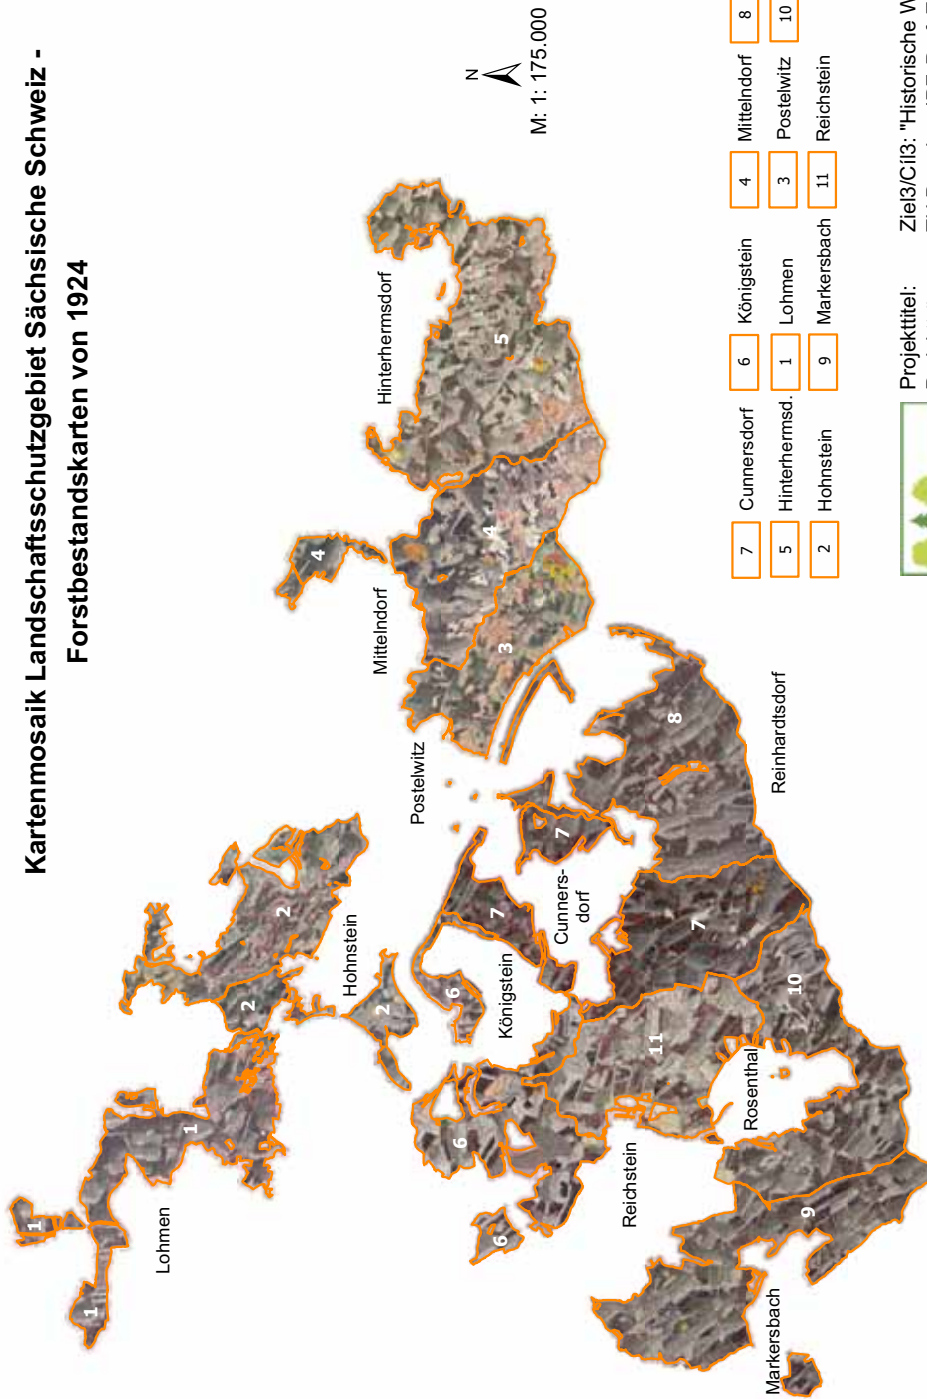 Kartenmosaik Landschaftsschutzgebiet Sächsische Schweiz -
Forstbestandskarten von 1924
N
M: 1: 175.000
Hinterhermsdorf
5
4
Mittelndorf
4
3
Postelwitz
1
1
1
Lohmen
2
2
Hohnstein
2
6
Königstein
7
7
Cunners-
dorf
8
Reinhardtsdorf
7
6
6
11
Reichstein
10
Rosenthal
9
Markersbach
7 Cunnersdorf 6 Königstein 4 Mittelndorf 8
5 Hinterhermsd. 1 Lohmen 3 Postelwitz 10
2 Hohnstein 9 Markersbach 11 Reichstein
Projekttitel: Ziel3/Cíl3: "Historische